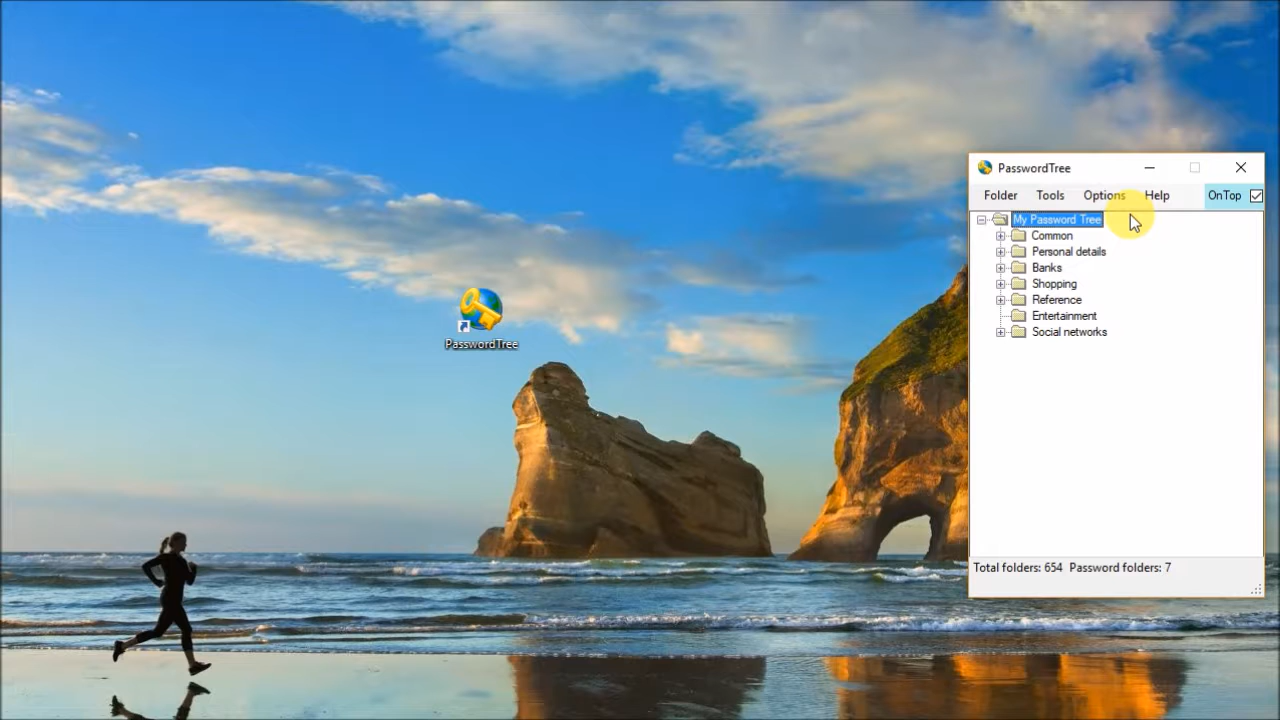 PasswordTree
Folder Tools Options Help OnTop
My Password Tree
Common
Personal details
Banks
Shopping
Reference
Entertainment
Social networks
Total folders: 654 Password folders: 7
PasswordTree